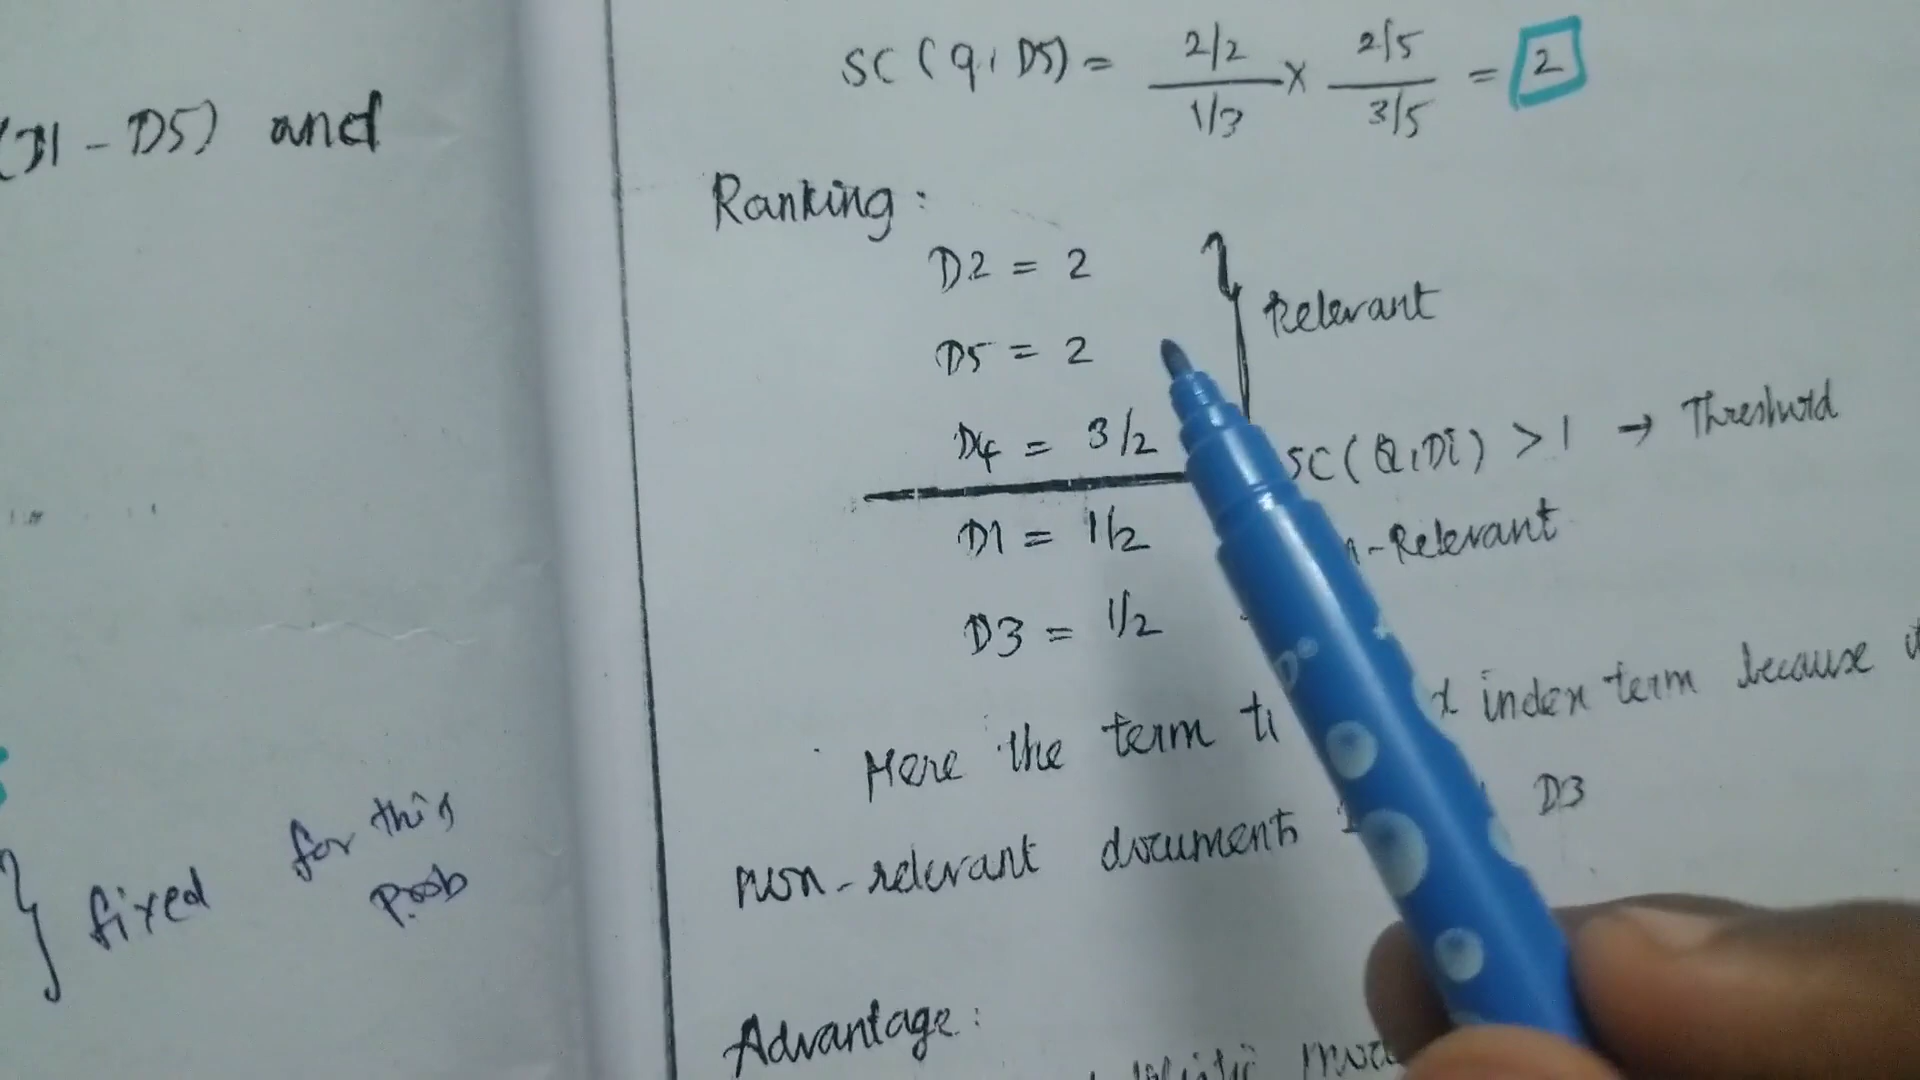 (D1 - D5) and
fixed for this
prob
SC(q, D5) = 2/2 / 1/3 x 2/5 / 3/5 = 2
Ranking:
D2 = 2
D5 = 2
Relevant
D4 = 3/2
SC(Q, Di) > 1 → Threshold
D1 = 1/2
-Relevant
D3 = 1/2
Here the term t1 index term because
non-relevant documents D3
Advantage: